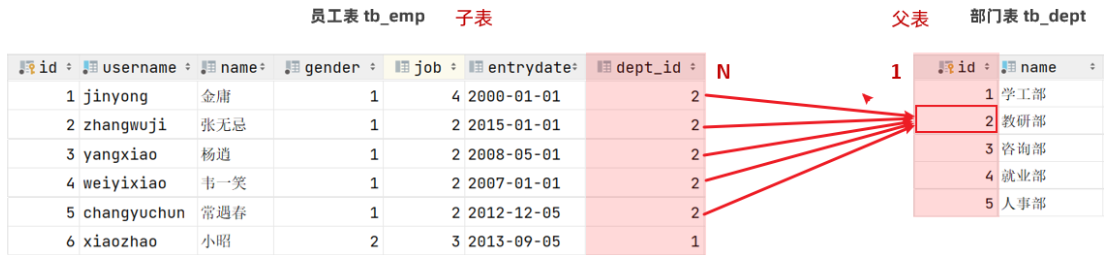 员工表 tb_emp 子表 父表 部门表 tb_dept
id username name gender job entrydate dept_id N 1 id name
1 jinyong 金庸 1 4 2000-01-01 2 1 学工部
2 zhangwuji 张无忌 1 2 2015-01-01 2 2 教研部
3 yangxiao 杨逍 1 2 2008-05-01 2 3 咨询部
4 weiyixiao 韦一笑 1 2 2007-01-01 2 4 就业部
5 changyuchun 常遇春 1 2 2012-12-05 2 5 人事部
6 xiaozhao 小昭 2 3 2013-09-05 1